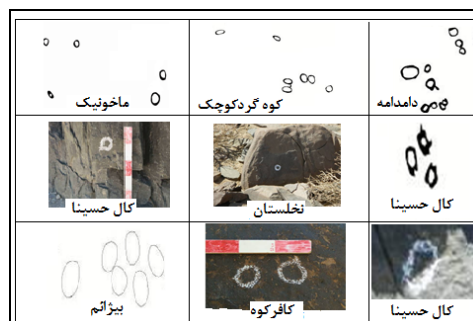 دامدامه
کوه گردکوچک
ماخونیک
کال حسینا
نخلستان
کال حسینا
کال حسینا
کافرکوه
بیژائم